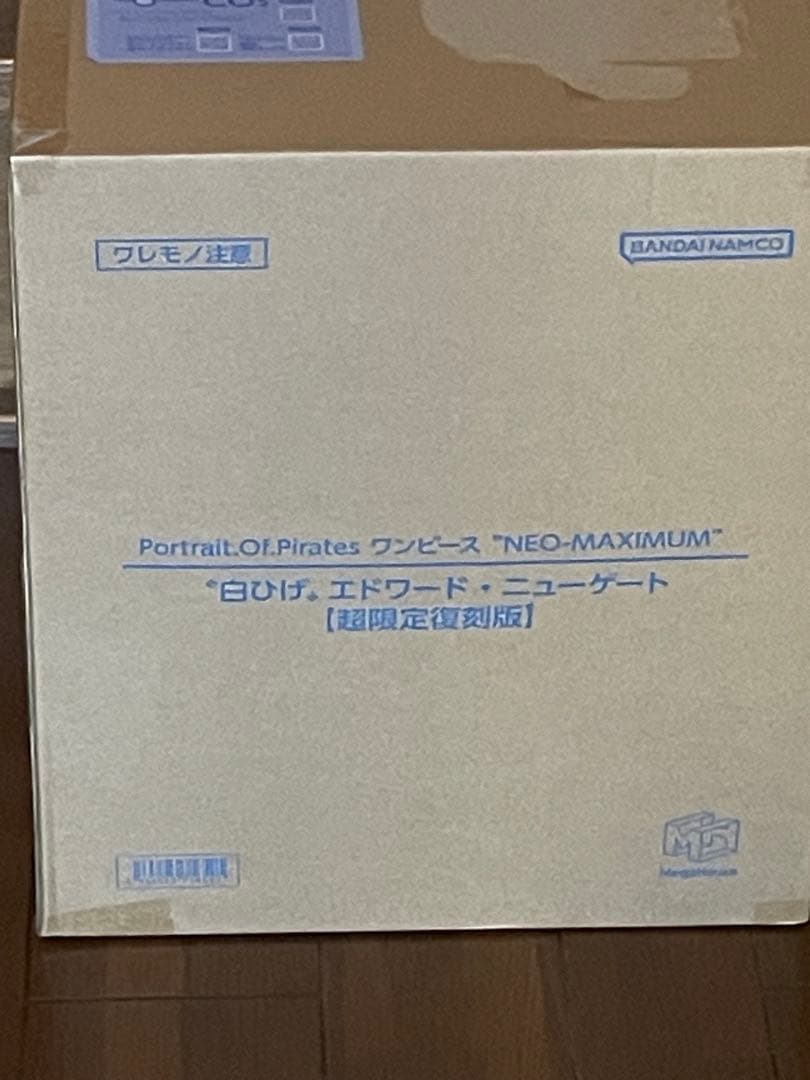 CO₂
ワレモノ注意
BANDAI NAMCO
Portrait.Of.Pirates ワンピース "NEO-MAXIMUM"
“白ひげ„ エドワード・ニューゲート
【超限定復刻版】
MegaHouse